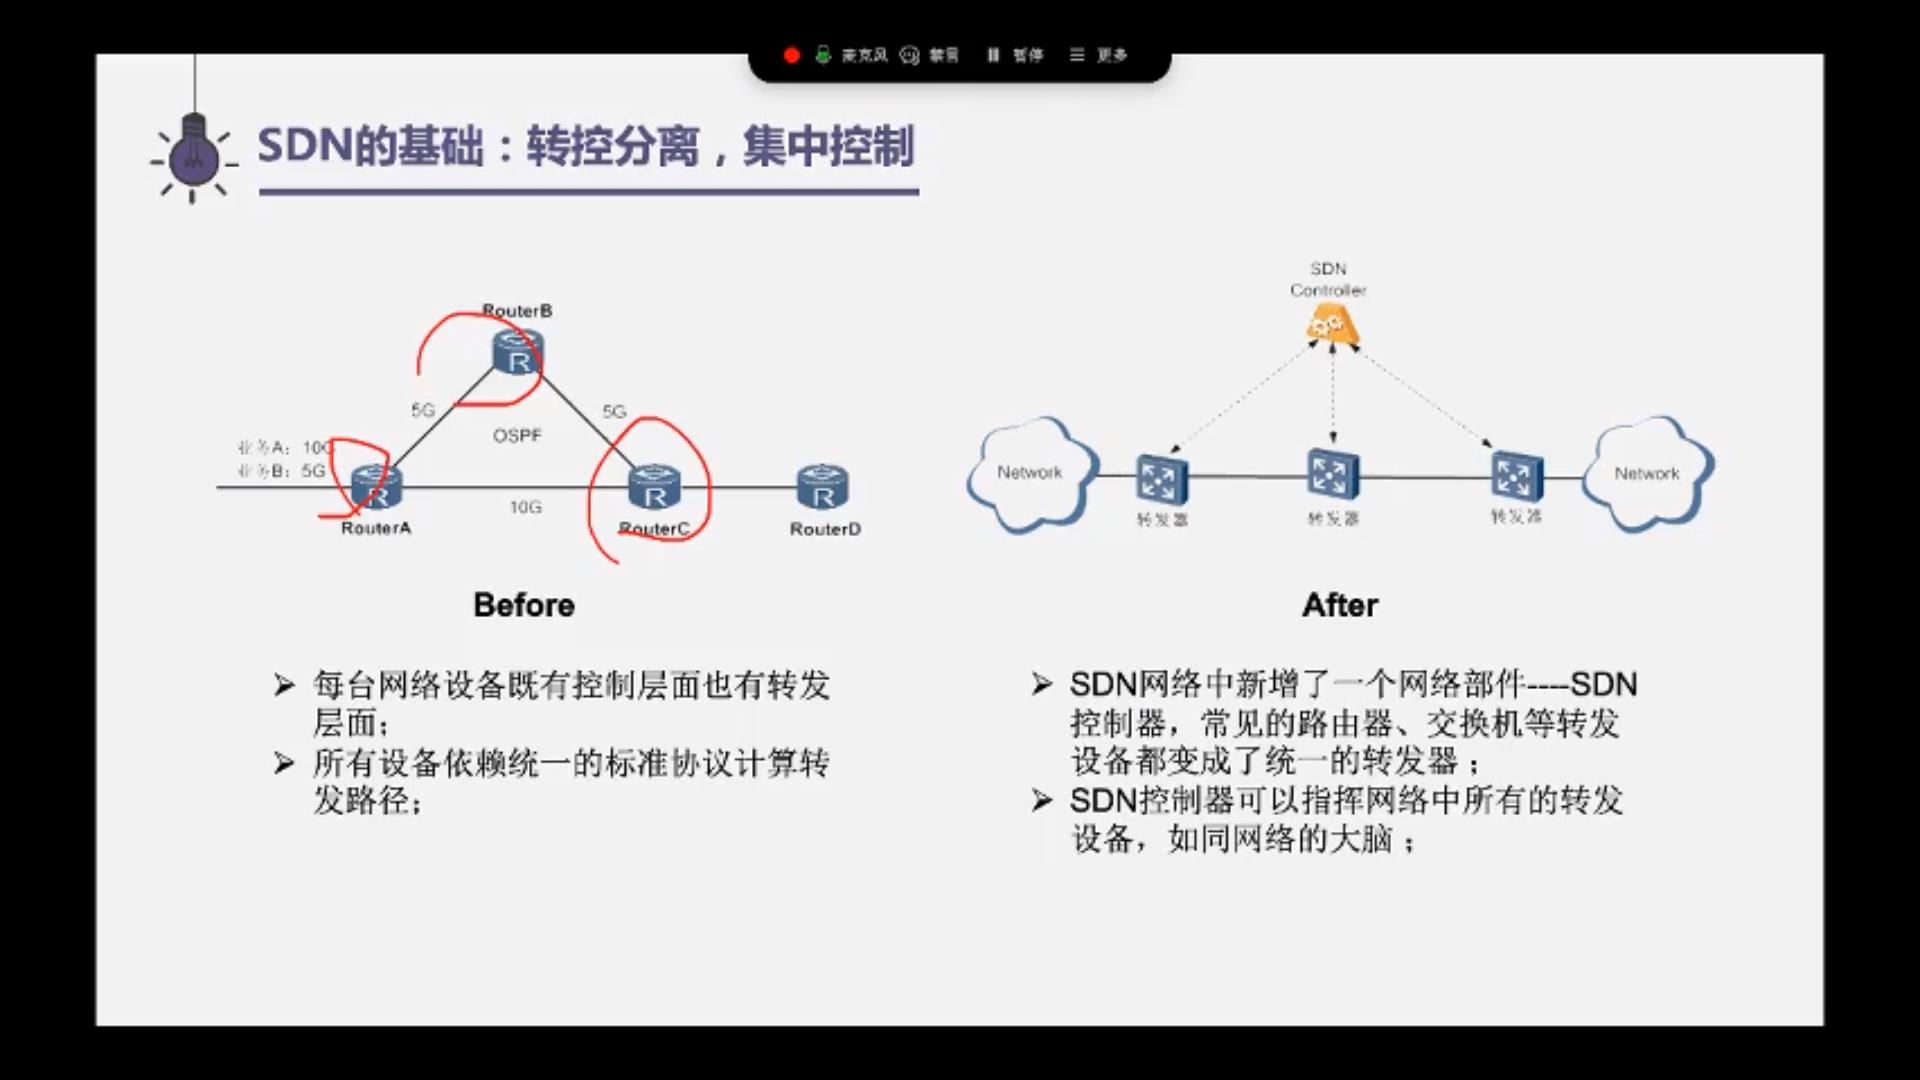 麦克风 禁言 暂停 更多
SDN的基础：转控分离，集中控制
RouterB
5G
5G
OSPF
业务A：10G
业务B：5G
10G
RouterA
RouterC
RouterD
SDN
Controller
Network
转发器
转发器
转发器
Network
Before
After
每台网络设备既有控制层面也有转发
层面；
所有设备依赖统一的标准协议计算转
发路径；
SDN网络中新增了一个网络部件----SDN
控制器，常见的路由器、交换机等转发
设备都变成了统一的转发器；
SDN控制器可以指挥网络中所有的转发
设备，如同网络的大脑；